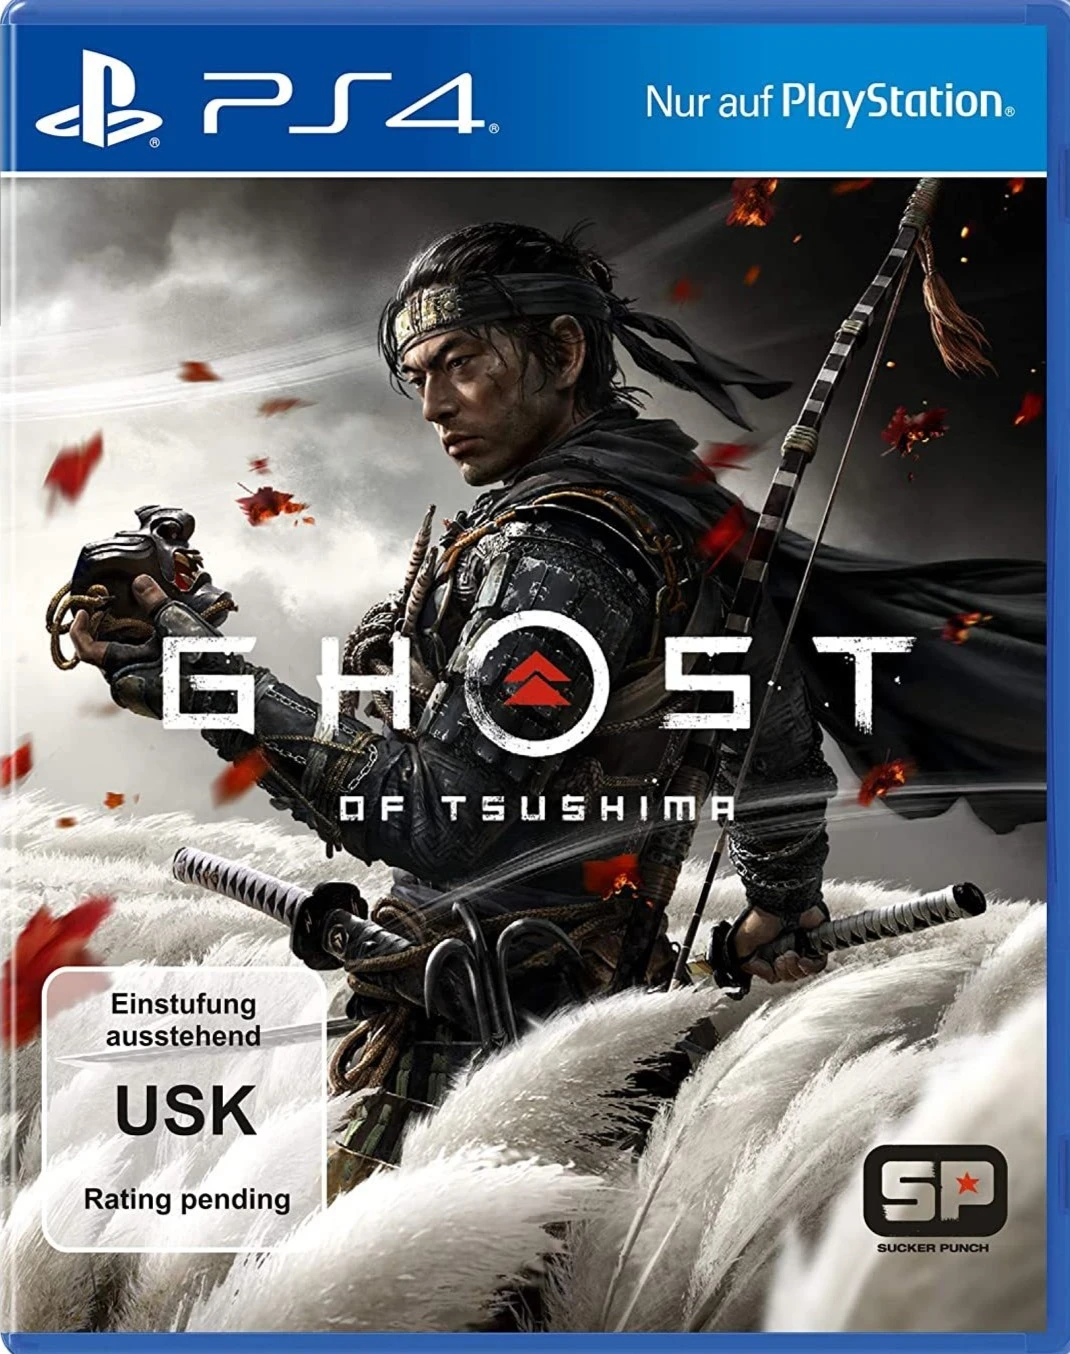 PS4
Nur auf PlayStation
GHOST
OF TSUSHIMA
Einstufung
ausstehend
USK
Rating pending
SP
SUCKER PUNCH